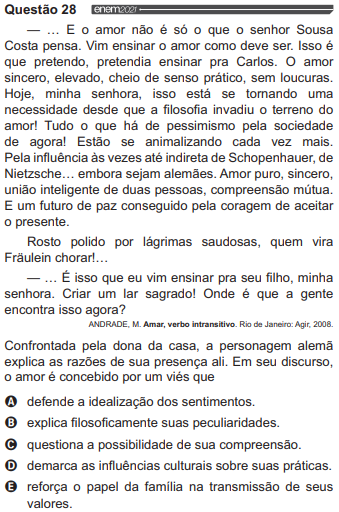 Questão 28 enem2021
— … E o amor não é só o que o senhor Sousa
Costa pensa. Vim ensinar o amor como deve ser. Isso é
que pretendo, pretendia ensinar pra Carlos. O amor
sincero, elevado, cheio de senso prático, sem loucuras.
Hoje, minha senhora, isso está se tornando uma
necessidade desde que a filosofia invadiu o terreno do
amor! Tudo o que há de pessimismo pela sociedade
de agora! Estão se animalizando cada vez mais.
Pela influência às vezes até indireta de Schopenhauer, de
Nietzsche… embora sejam alemães. Amor puro, sincero,
união inteligente de duas pessoas, compreensão mútua.
E um futuro de paz conseguido pela coragem de aceitar
o presente.
Rosto polido por lágrimas saudosas, quem vira
Fräulein chorar!…
— … É isso que eu vim ensinar pra seu filho, minha
senhora. Criar um lar sagrado! Onde é que a gente
encontra isso agora?
ANDRADE, M. Amar, verbo intransitivo. Rio de Janeiro: Agir, 2008.
Confrontada pela dona da casa, a personagem alemã
explica as razões de sua presença ali. Em seu discurso,
o amor é concebido por um viés que
A defende a idealização dos sentimentos.
B explica filosoficamente suas peculiaridades.
C questiona a possibilidade de sua compreensão.
D demarca as influências culturais sobre suas práticas.
E reforça o papel da família na transmissão de seus
valores.